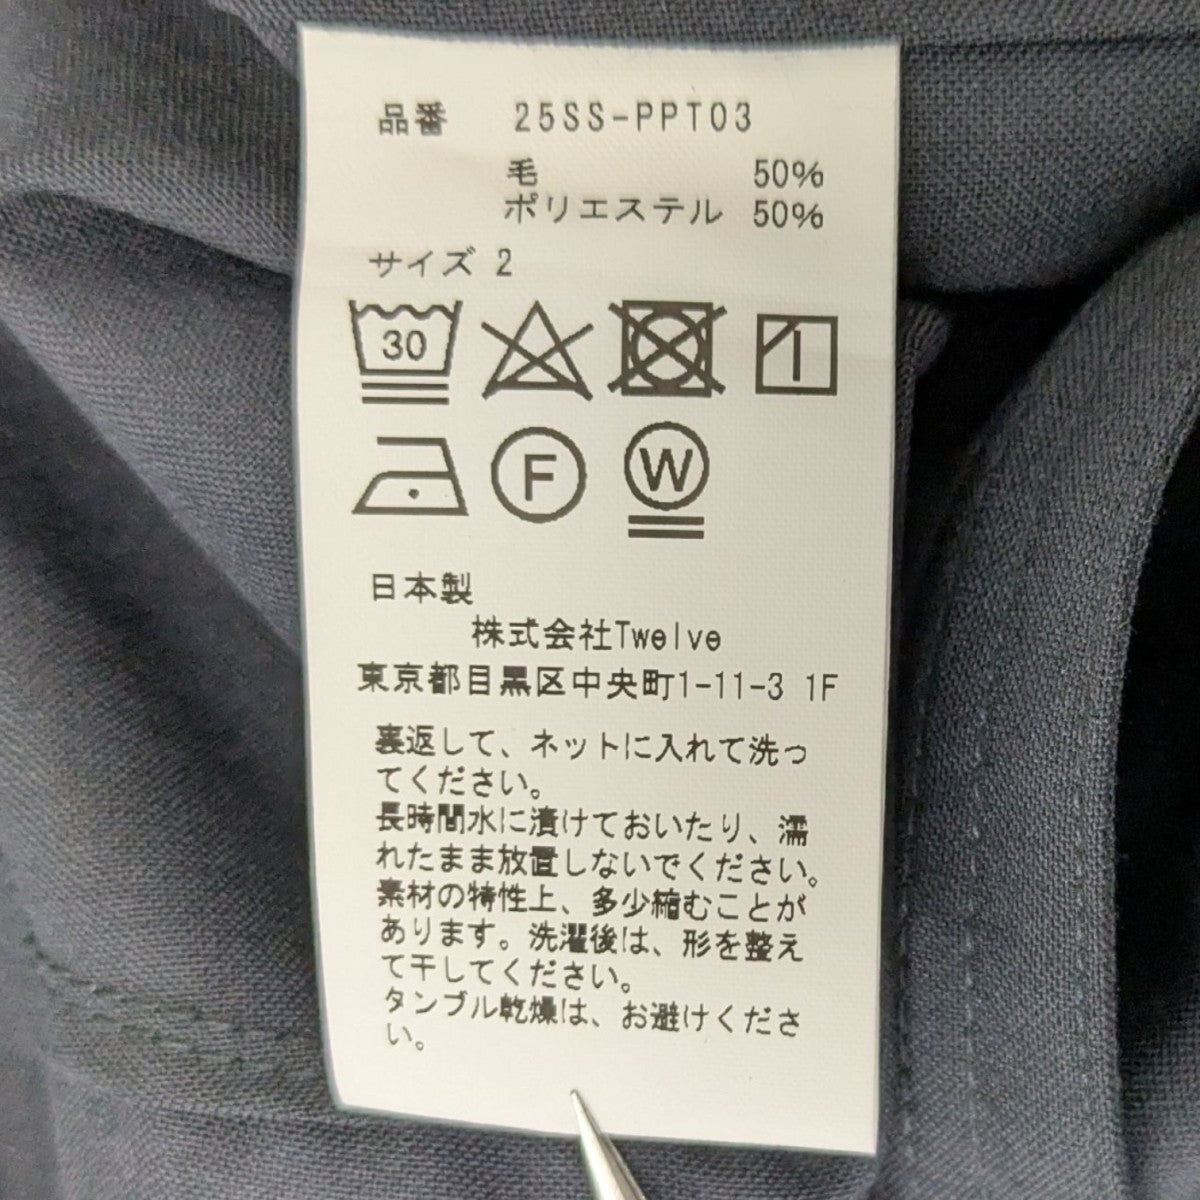 品番 25SS-PPT03
毛 50%
ポリエステル 50%
サイズ 2
30
F W
日本製
株式会社Twelve
東京都目黒区中央町1-11-3 1F
裏返して、ネットに入れて洗っ
てください。
長時間水に漬けておいたり、濡
れたまま放置しないでください。
素材の特性上、多少縮むことが
あります。洗濯後は、形を整え
て干してください。
タンブル乾燥は、お避けくださ
い。